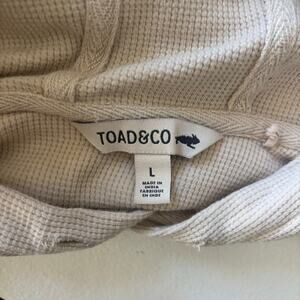 TOAD&CO
L
MADE IN
INDIA
FABRIQUÉ
EN INDE